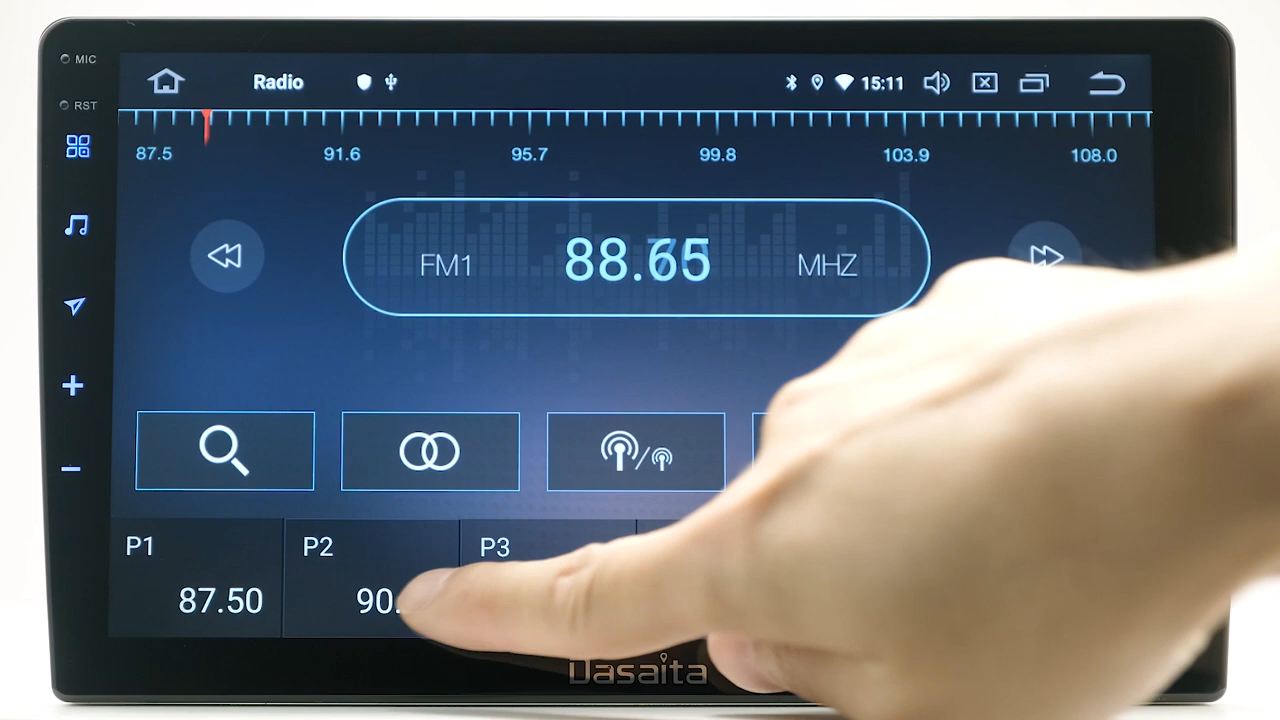 MIC
Radio
15:11
RST
87.5 91.6 95.7 99.8 103.9 108.0
FM1 88.65 MHZ
P1 P2 P3
87.50 90.
Dasaita